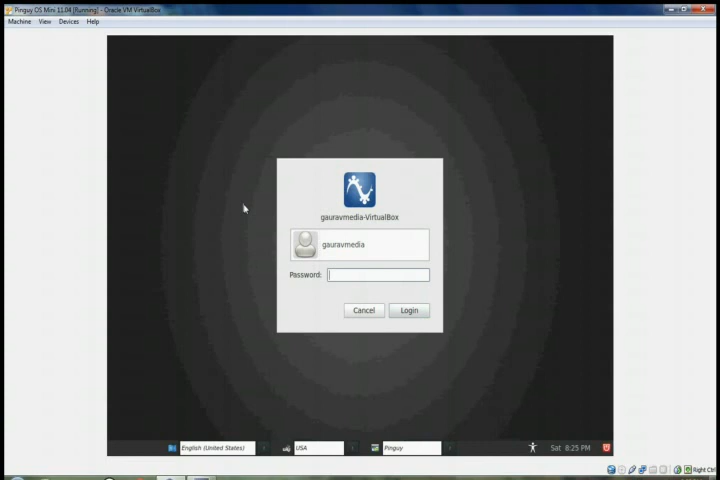 Pinguy OS Mini 11.04 [Running] - Oracle VM VirtualBox
Machine View Devices Help
gauravmedia-VirtualBox
gauravmedia
Password:
Cancel Login
English (United States) USA Pinguy Sat 8:25 PM
Right Ctrl